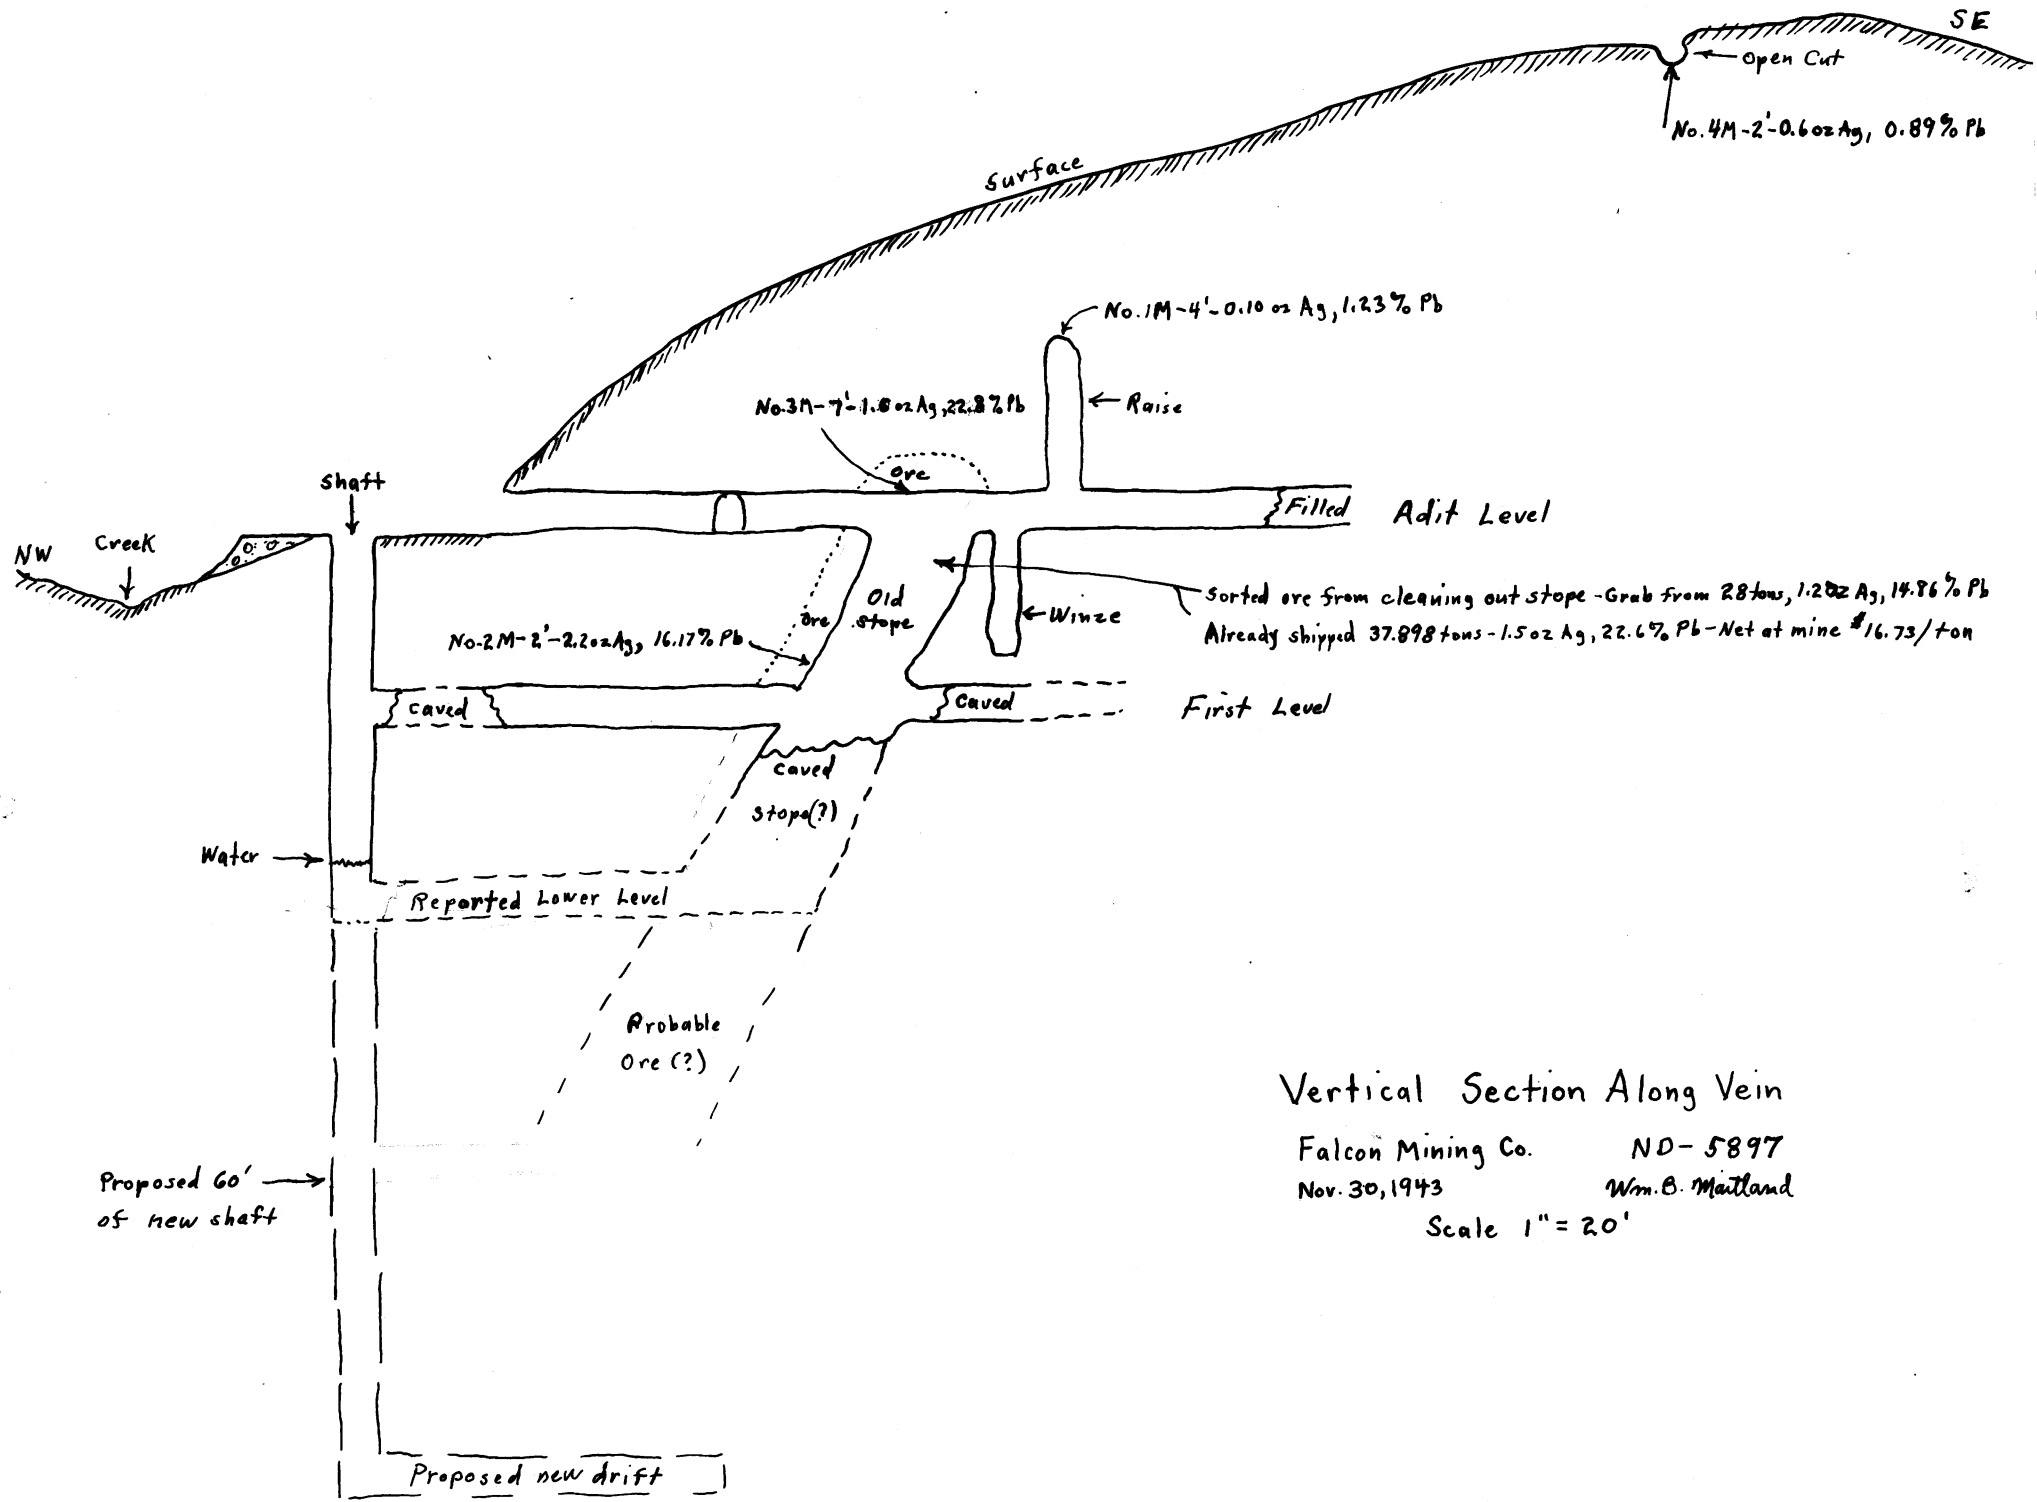 SE
Open Cut
No. 4M-2'-0.6oz Ag, 0.89% Pb
Surface
No. 1M-4'-0.10 oz Ag, 1.23% Pb
No. 3M-7'-1. oz Ag, 22.8% Pb
Raise
Ore
Shaft
Filled
Adit Level
NW
Creek
Sorted ore from cleaning out stope - Grab from 28 tons, 1.2 oz Ag, 14.86% Pb
Already shipped 37.898 tons - 1.5 oz Ag, 22.6% Pb - Net at mine $16.73/ton
Old
stope
Ore
Winze
No. 2M-2'-2.2oz Ag, 16.17% Pb
Caved
Caved
First Level
Caved
stope(?)
Water
Reported Lower Level
Probable
Ore (?)
Proposed 60'
of new shaft
Vertical Section Along Vein
Falcon Mining Co. ND-5897
Nov. 30, 1943 Wm. B. Maitland
Scale 1" = 20'
Proposed new drift